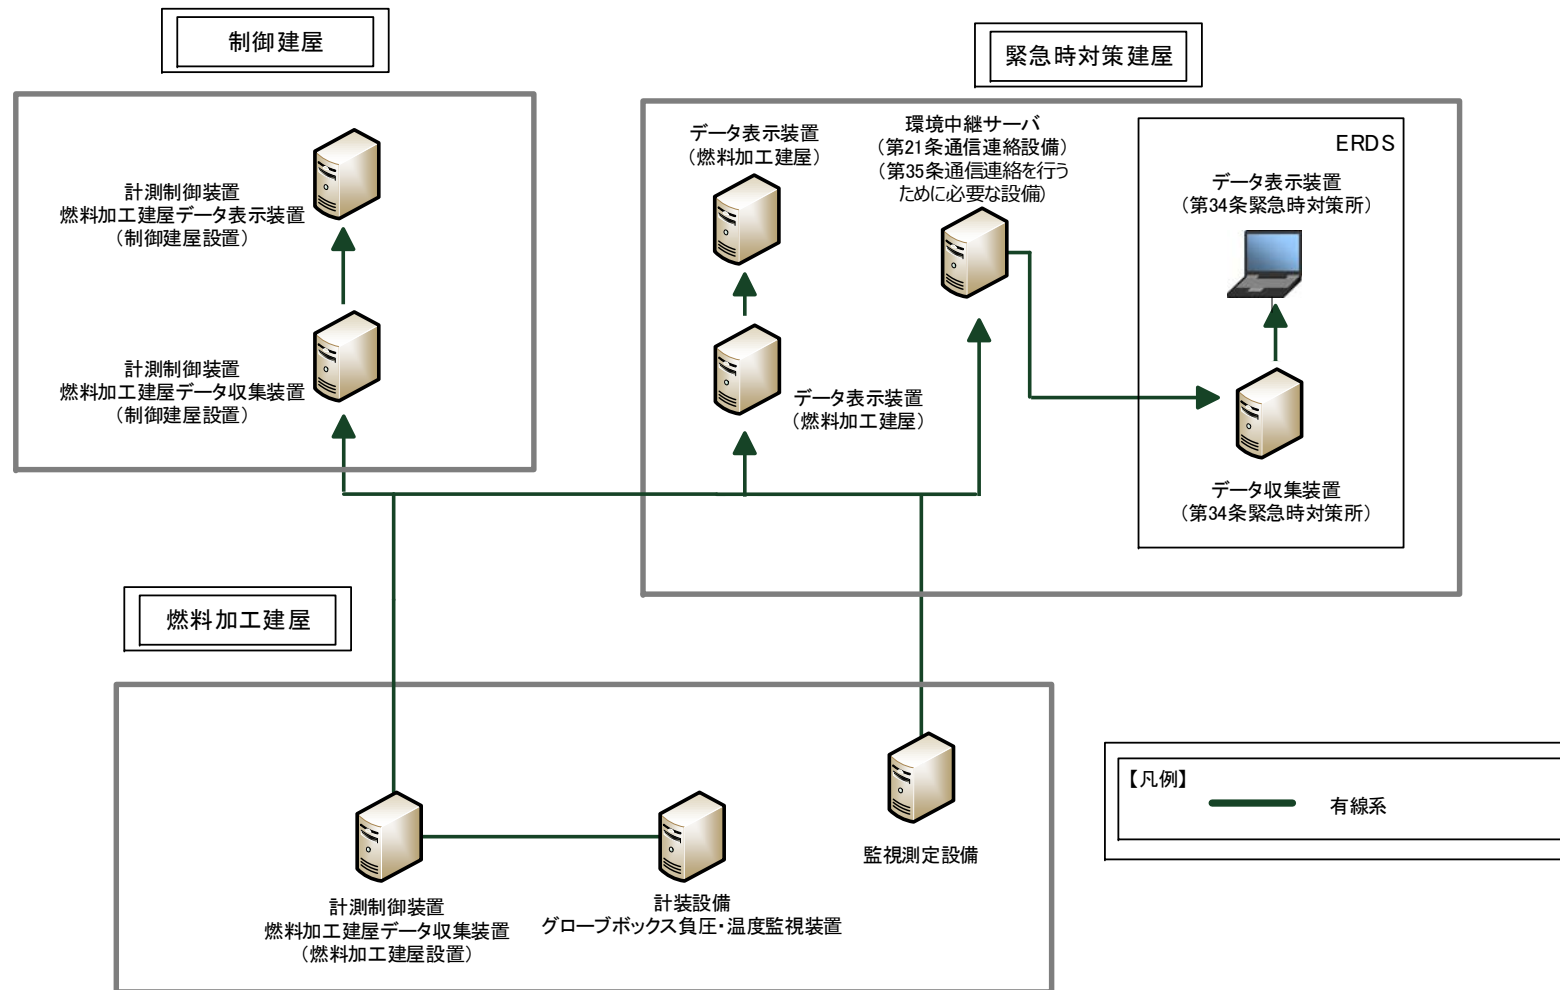 制御建屋
計測制御装置
燃料加工建屋データ表示装置
（制御建屋設置）
計測制御装置
燃料加工建屋データ収集装置
（制御建屋設置）
緊急時対策建屋
データ表示装置
（燃料加工建屋）
データ表示装置
（燃料加工建屋）
環境中継サーバ
（第21条通信連絡設備）
（第35条通信連絡を行う
ために必要な設備）
ERDS
データ表示装置
（第34条緊急時対策所）
データ収集装置
（第34条緊急時対策所）
燃料加工建屋
計測制御装置
燃料加工建屋データ収集装置
（燃料加工建屋設置）
計装設備
グローブボックス負圧・温度監視装置
監視測定設備
【凡例】
有線系